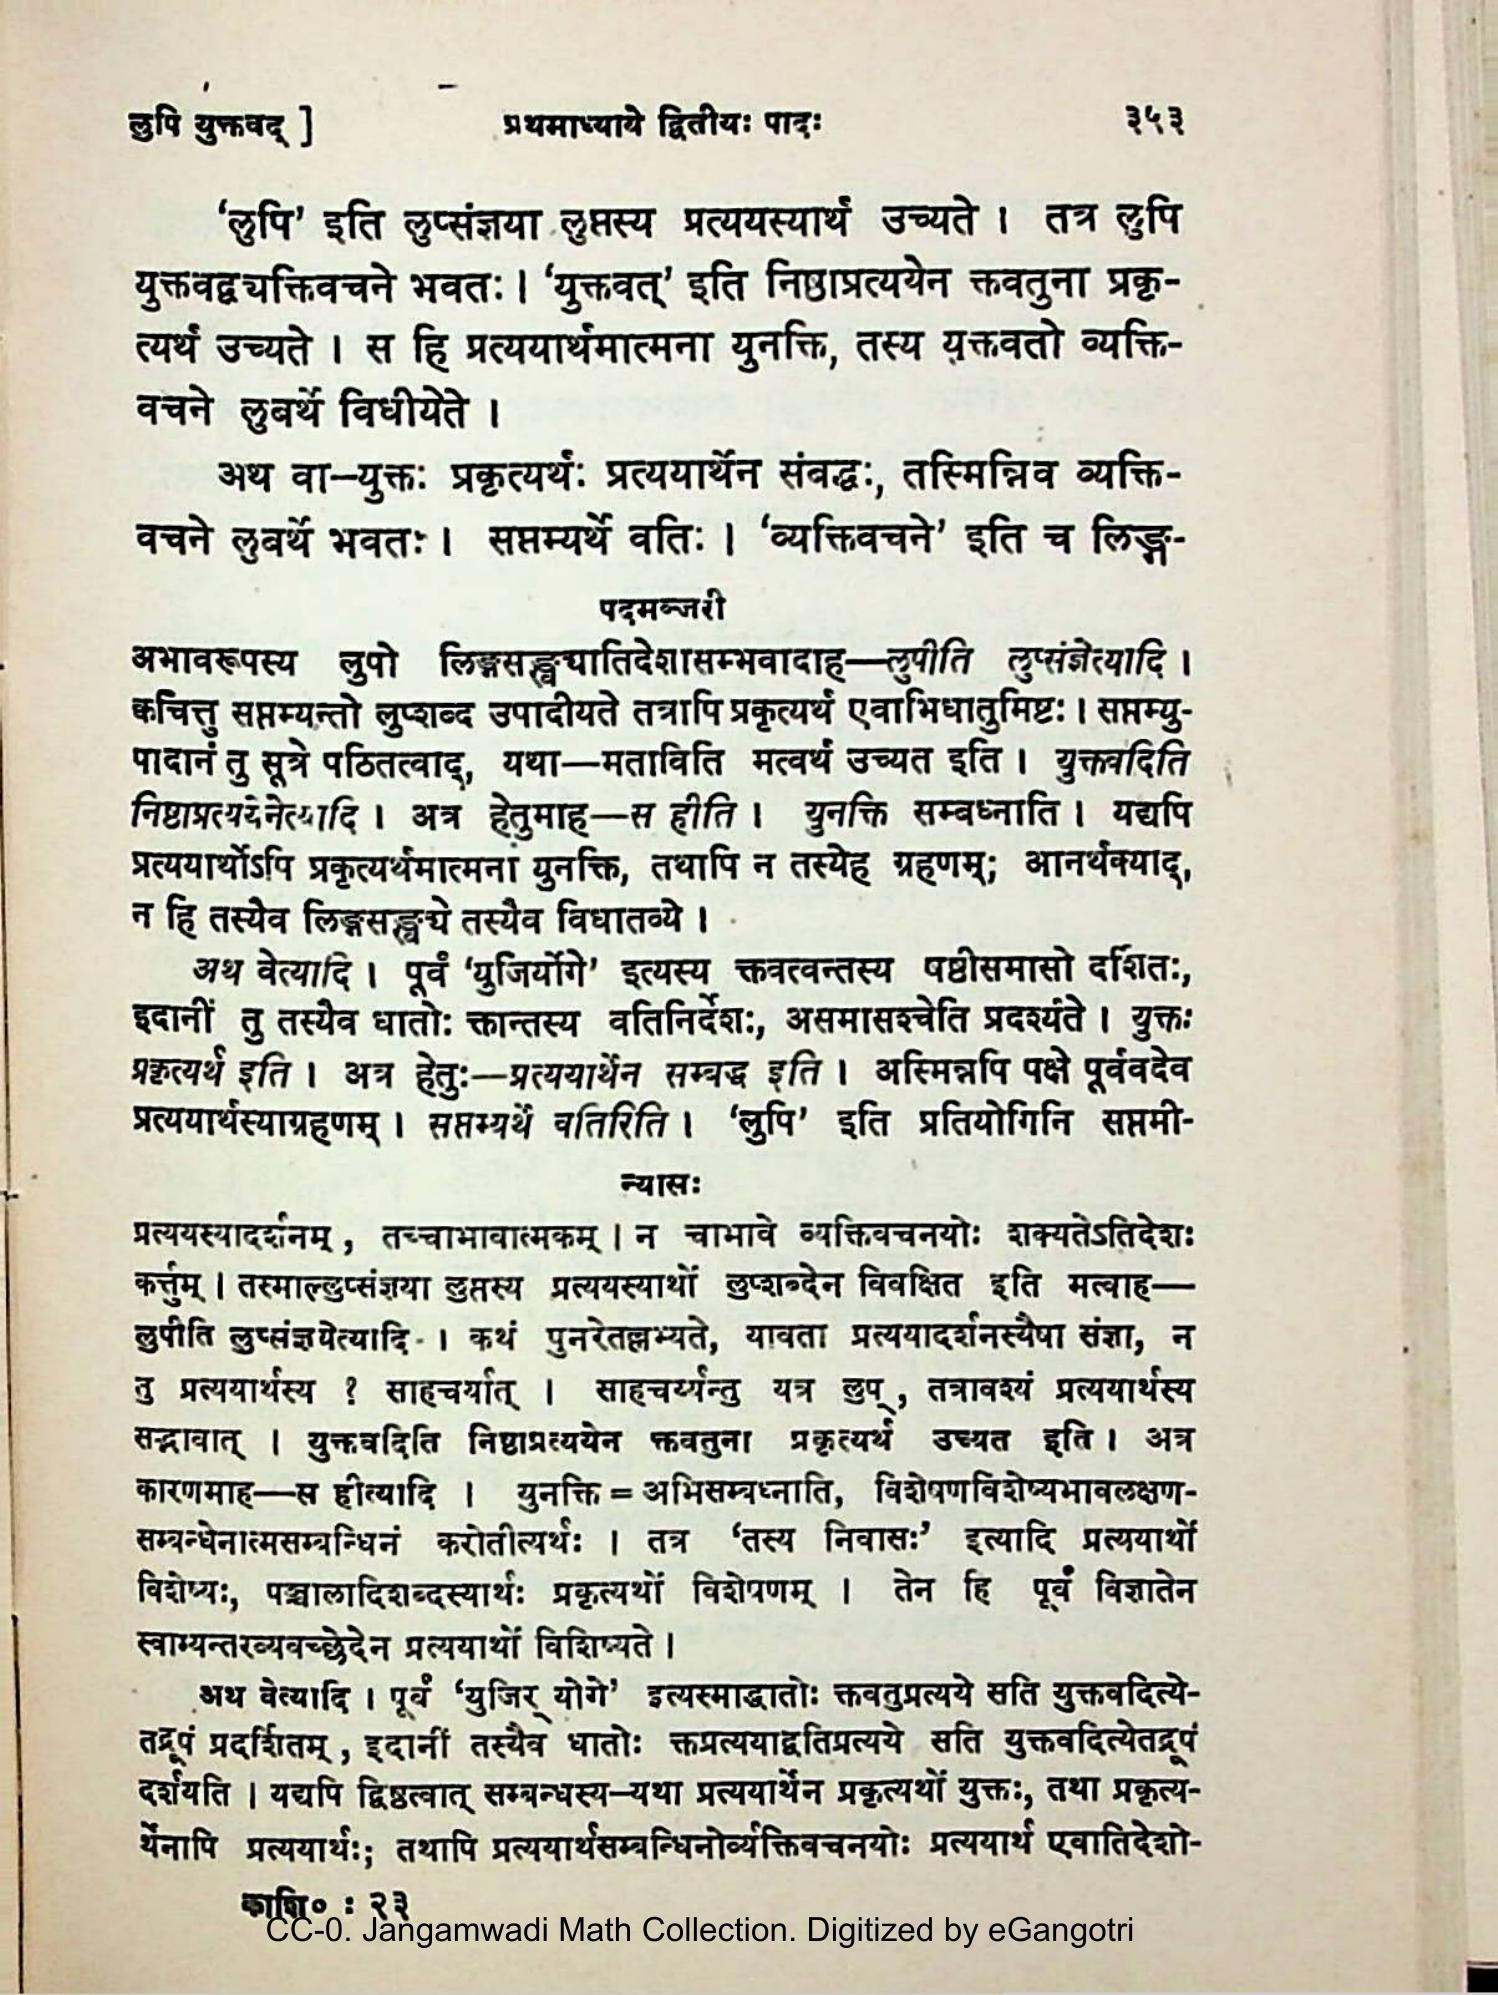 लुपि युक्तवद् ] प्रथमाध्याये द्वितीयः पादः ३५३
‘लुपि’ इति लुप्संज्ञया लुप्तस्य प्रत्ययस्यार्थ उच्यते । तत्र लुपि
युक्तवद्व्यक्तिवचने भवतः । ‘युक्तवत्’ इति निष्ठाप्रत्ययेन क्तवतुना प्रकृ-
त्यर्थ उच्यते । स हि प्रत्ययार्थमात्मना युनक्ति, तस्य युक्तवतो व्यक्ति-
वचने लुबर्थे विधीयेते ।
अथ वा—युक्तः प्रकृत्यर्थः प्रत्ययार्थेन संबद्धः, तस्मिन्निव व्यक्ति-
वचने लुबर्थे भवतः । सप्तम्यर्थे वतिः । ‘व्यक्तिवचने’ इति च लिङ्ग-
पदमञ्जरी
अभावरूपस्य लुपो लिङ्गसङ्ख्यातिदेशासम्भवादाह—लुपीति लुप्संज्ञेत्यादि ।
क्वचित्तु सप्तम्यन्तो लुप्शब्द उपादीयते तत्रापि प्रकृत्यर्थ एवाभिधातुमिष्टः । सप्तम्यु-
पादानं तु सूत्रे पठितत्वाद्, यथा—मताविति मत्वर्थ उच्यत इति । युक्तवदिति
निष्ठाप्रत्ययेनेत्यादि । अत्र हेतुमाह—स हीति । युनक्ति सम्बध्नाति । यद्यपि
प्रत्ययार्थोऽपि प्रकृत्यर्थमात्मना युनक्ति, तथापि न तस्येह ग्रहणम्; आनर्थक्याद्,
न हि तस्यैव लिङ्गसङ्ख्ये तस्यैव विधातव्ये ।
अथ वेत्यादि । पूर्वं ‘युजिर्योगे’ इत्यस्य क्तवत्वन्तस्य षष्ठीसमासो दर्शितः,
इदानीं तु तस्यैव धातोः क्तान्तस्य वतिनिर्देशः, असमासश्चेति प्रदर्श्यते । युक्तः
प्रकृत्यर्थ इति । अत्र हेतुः—प्रत्ययार्थेन सम्बद्ध इति । अस्मिन्नपि पक्षे पूर्ववदेव
प्रत्ययार्थस्याग्रहणम् । सप्तम्यर्थे वतिरिति । ‘लुपि’ इति प्रतियोगिनि सप्तमी-
न्यासः
प्रत्ययस्यादर्शनम्, तच्चाभावात्मकम् । न चाभावे व्यक्तिवचनयोः शक्यतेऽतिदेशः
कर्त्तुम् । तस्माल्लुप्संज्ञया लुप्तस्य प्रत्ययस्यार्थो लुप्शब्देन विवक्षित इति मत्वाह—
लुपीति लुप्संज्ञयेत्यादि । कथं पुनरेतल्लभ्यते, यावता प्रत्ययादर्शनस्यैषा संज्ञा, न
तु प्रत्ययार्थस्य ? साहचर्यात् । साहचर्य्यन्तु यत्र लुप्, तत्रावश्यं प्रत्ययार्थस्य
सद्भावात् । युक्तवदिति निष्ठाप्रत्ययेन क्तवतुना प्रकृत्यर्थ उच्यत इति । अत्र
कारणमाह—स हीत्यादि । युनक्ति = अभिसम्बध्नाति, विशेषणविशेष्यभावलक्षण-
सम्बन्धेनात्मसम्बन्धिनं करोतीत्यर्थः । तत्र ‘तस्य निवासः’ इत्यादि प्रत्ययार्थो
विशेष्यः, पञ्चालादिशब्दस्यार्थः प्रकृत्यर्थो विशेषणम् । तेन हि पूर्वं विज्ञातेन
स्वाम्यन्तरव्यवच्छेदेन प्रत्ययार्थो विशिष्यते ।
अथ वेत्यादि । पूर्वं ‘युजिर् योगे’ इत्यस्माद्धातोः क्तवतुप्रत्यये सति युक्तवदित्ये-
तद्रूपं प्रदर्शितम्, इदानीं तस्यैव धातोः क्तप्रत्ययाद्वतिप्रत्यये सति युक्तवदित्येतद्रूपं
दर्शयति । यद्यपि द्विष्ठत्वात् सम्बन्धस्य—यथा प्रत्ययार्थेन प्रकृत्यर्थो युक्तः, तथा प्रकृत्य-
र्थेनापि प्रत्ययार्थः; तथापि प्रत्ययार्थसम्बन्धिनोर्व्यक्तिवचनयोः प्रत्ययार्थ एवातिदेशो-
काशि० : २३
CC-0. Jangamwadi Math Collection. Digitized by eGangotri